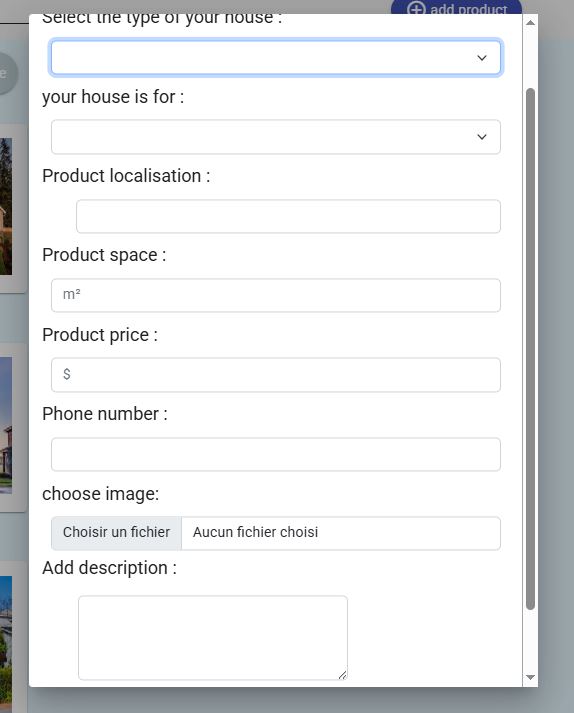 add product
Select the type of your house :
e
your house is for :
Product localisation :
Product space :
m²
Product price :
$
Phone number :
choose image:
Choisir un fichier Aucun fichier choisi
Add description :